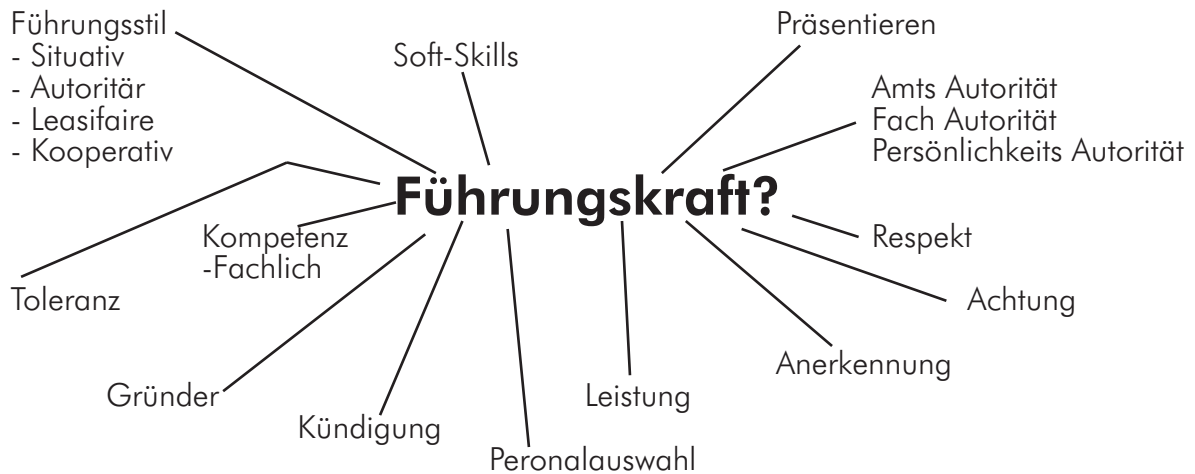 Führungsstil
- Situativ
- Autoritär
- Leasifaire
- Kooperativ
Soft-Skills
Präsentieren
Amts Autorität
Fach Autorität
Persönlichkeits Autorität
Führungskraft?
Kompetenz
-Fachlich
Respekt
Toleranz
Achtung
Anerkennung
Gründer
Leistung
Kündigung
Peronalauswahl